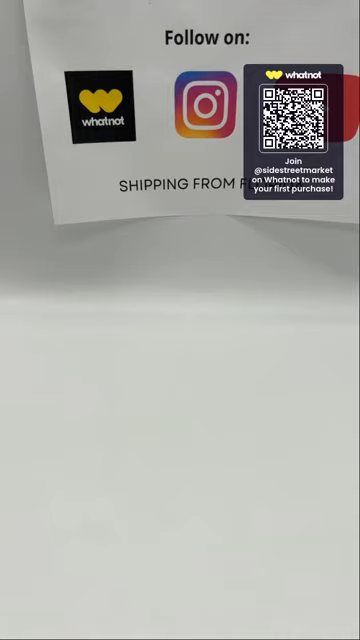 Follow on:
whatnot
whatnot
Join
@sidestreetmarket
on Whatnot to make
your first purchase!
SHIPPING FROM